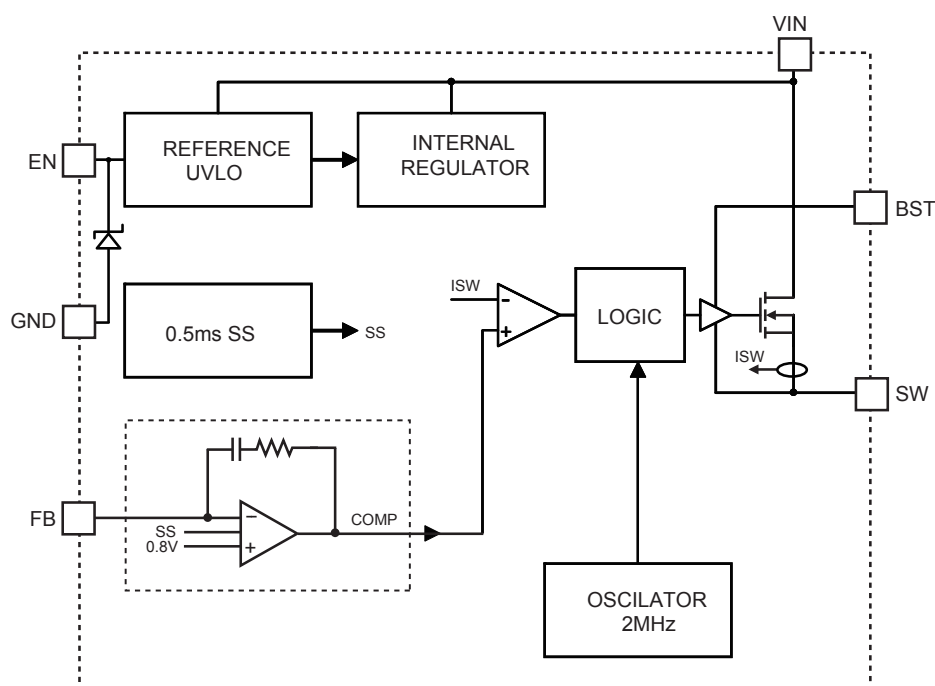 VIN
EN
REFERENCE
UVLO
INTERNAL
REGULATOR
BST
GND
0.5ms SS
SS
ISW
−
+
LOGIC
ISW
SW
FB
−
SS
0.8V
+
COMP
OSCILATOR
2MHz